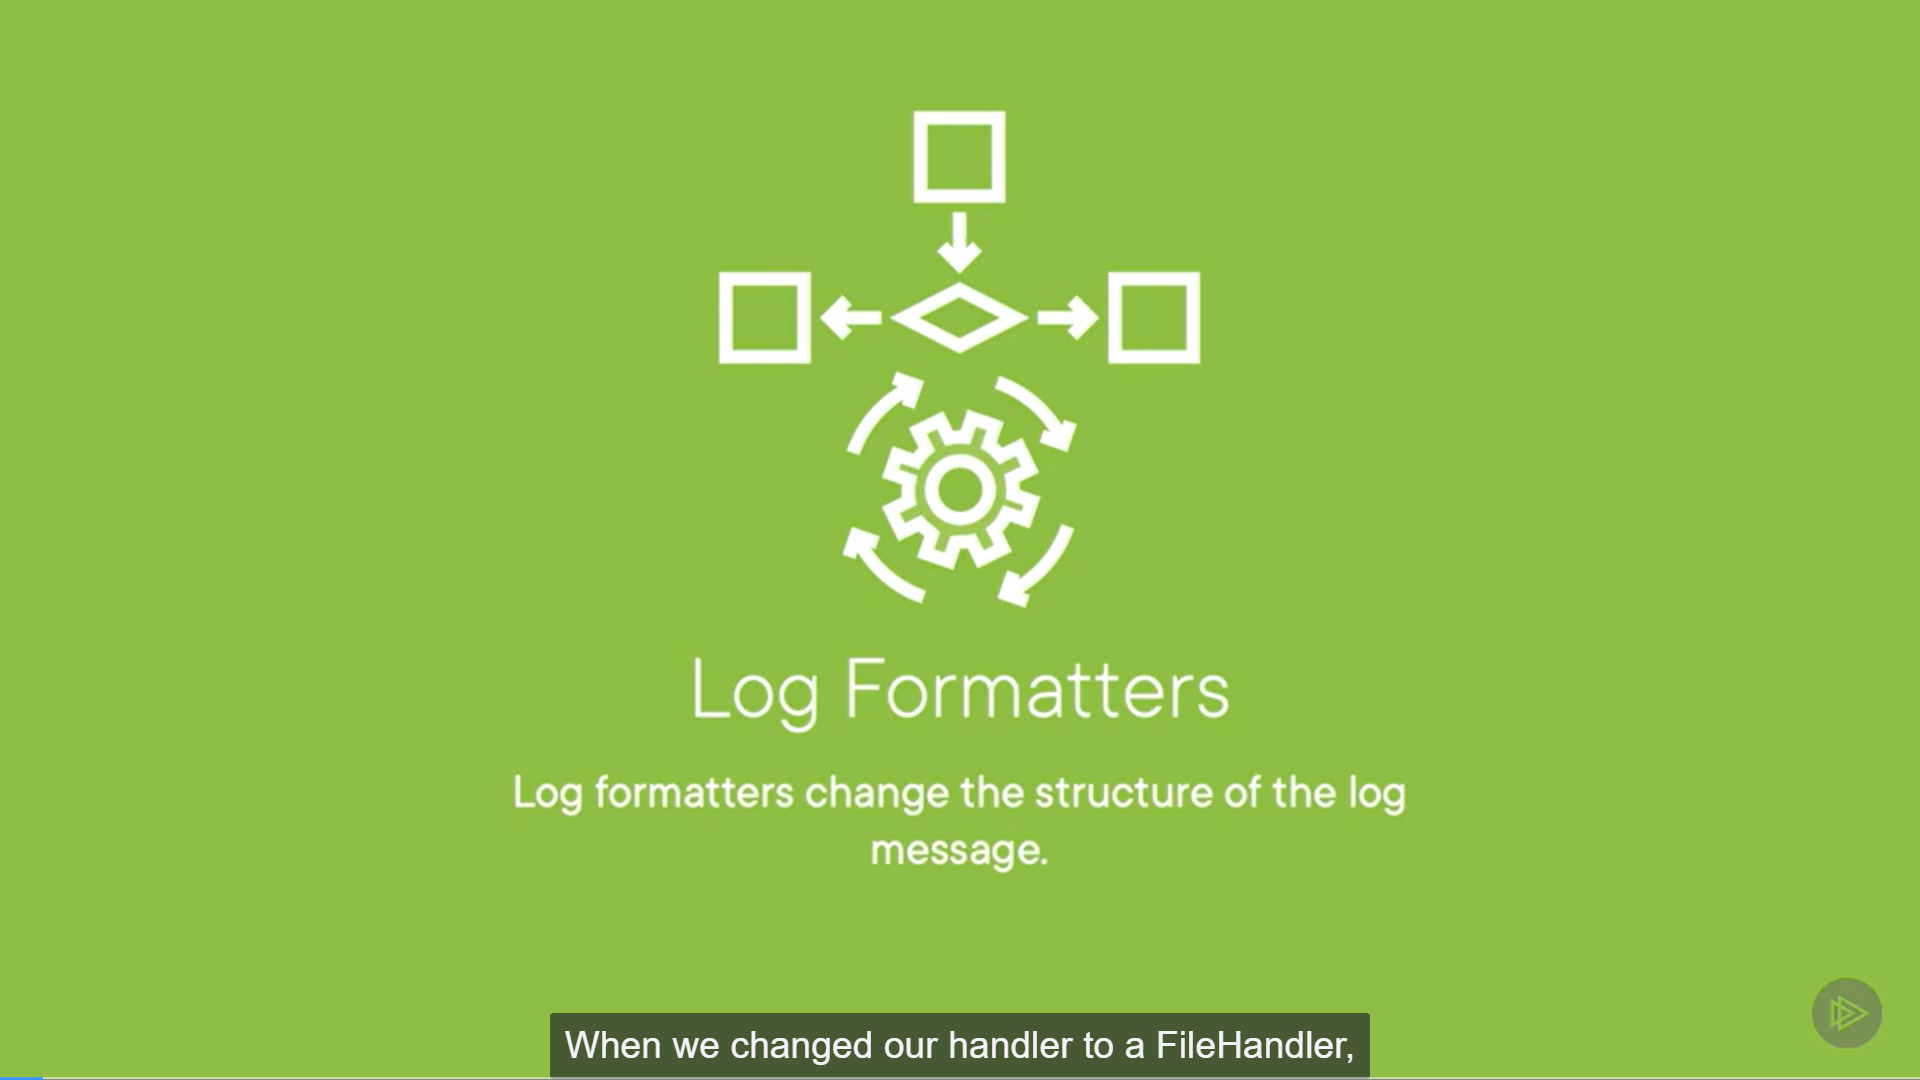 Log Formatters
Log formatters change the structure of the log
message.
When we changed our handler to a FileHandler,